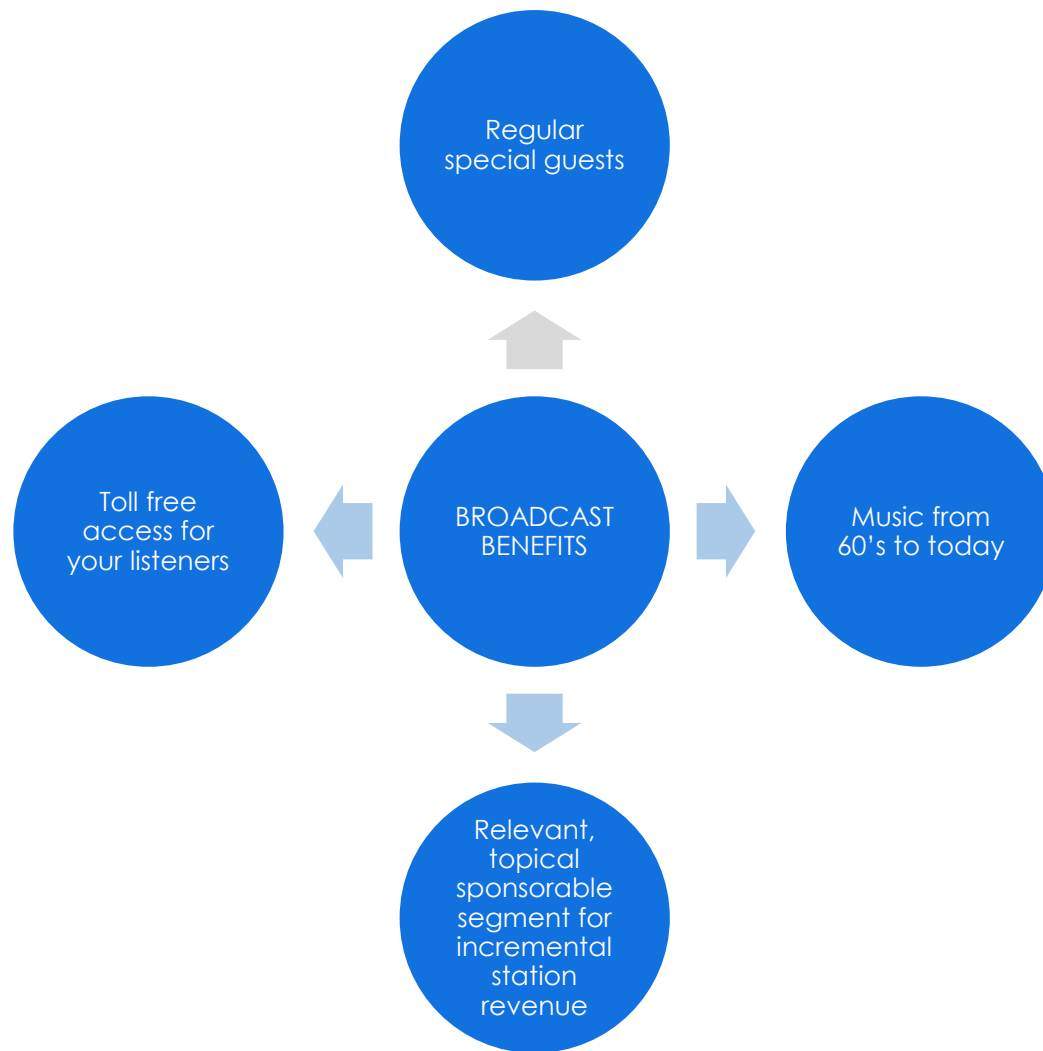 Regular
special guests
Toll free
access for
your listeners
BROADCAST
BENEFITS
Music from
60’s to today
Relevant,
topical
sponsorable
segment for
incremental
station
revenue